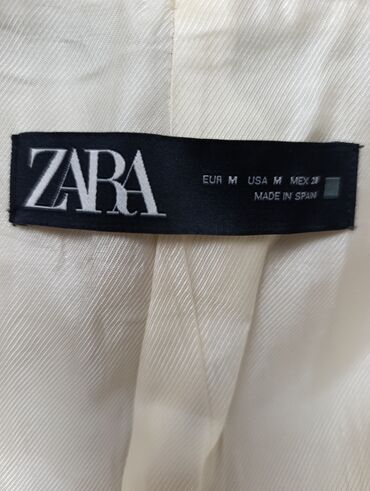 ZARA
EUR M USA M MEX 28
MADE IN SPAIN